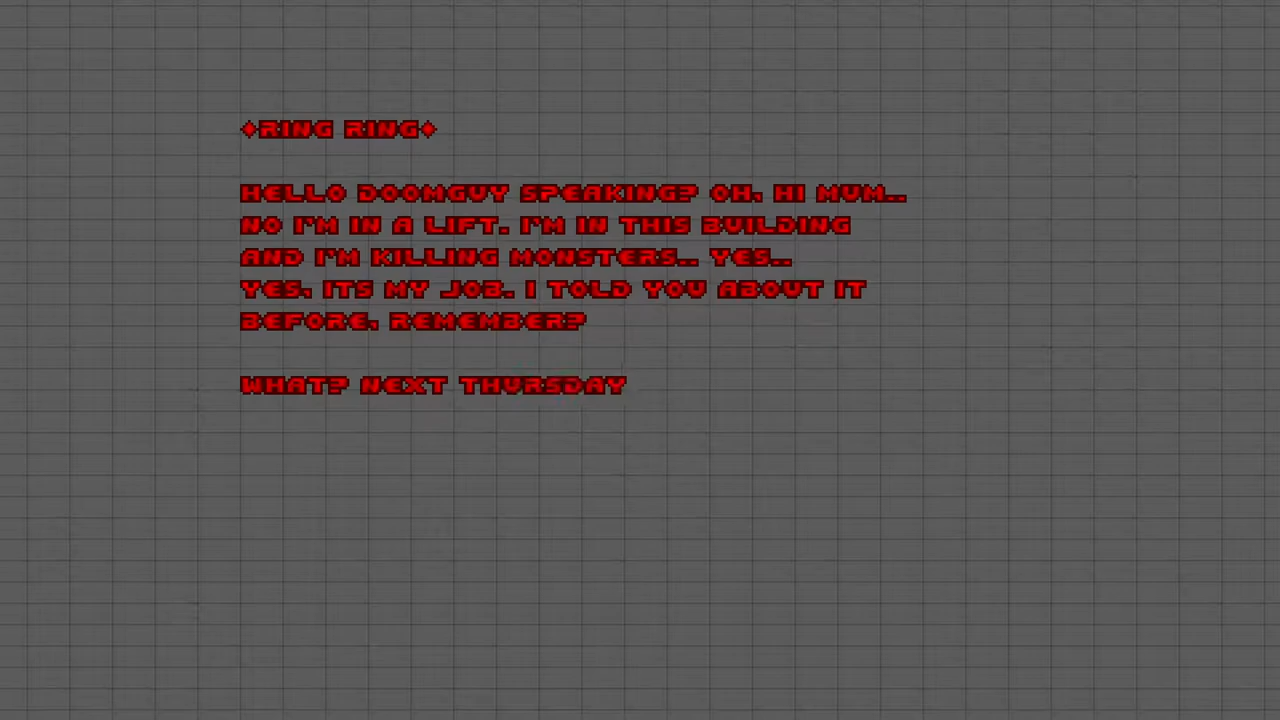 *RING RING*
HELLO DOOMGUY SPEAKING? OH, HI MUM..
NO I'M IN A LIFT. I'M IN THIS BUILDING
AND I'M KILLING MONSTERS.. YES..
YES, ITS MY JOB. I TOLD YOU ABOUT IT
BEFORE, REMEMBER?
WHAT? NEXT THURSDAY